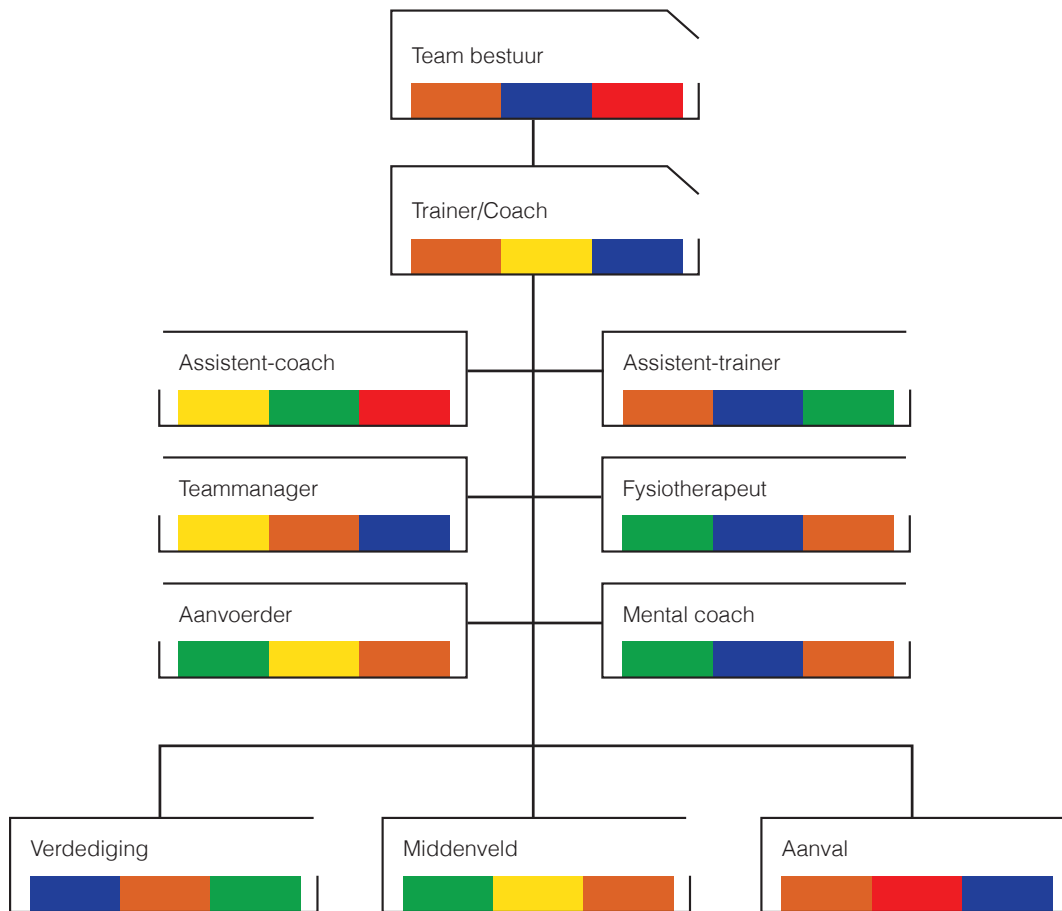 Team bestuur
Trainer/Coach
Assistent-coach
Assistent-trainer
Teammanager
Fysiotherapeut
Aanvoerder
Mental coach
Verdediging
Middenveld
Aanval